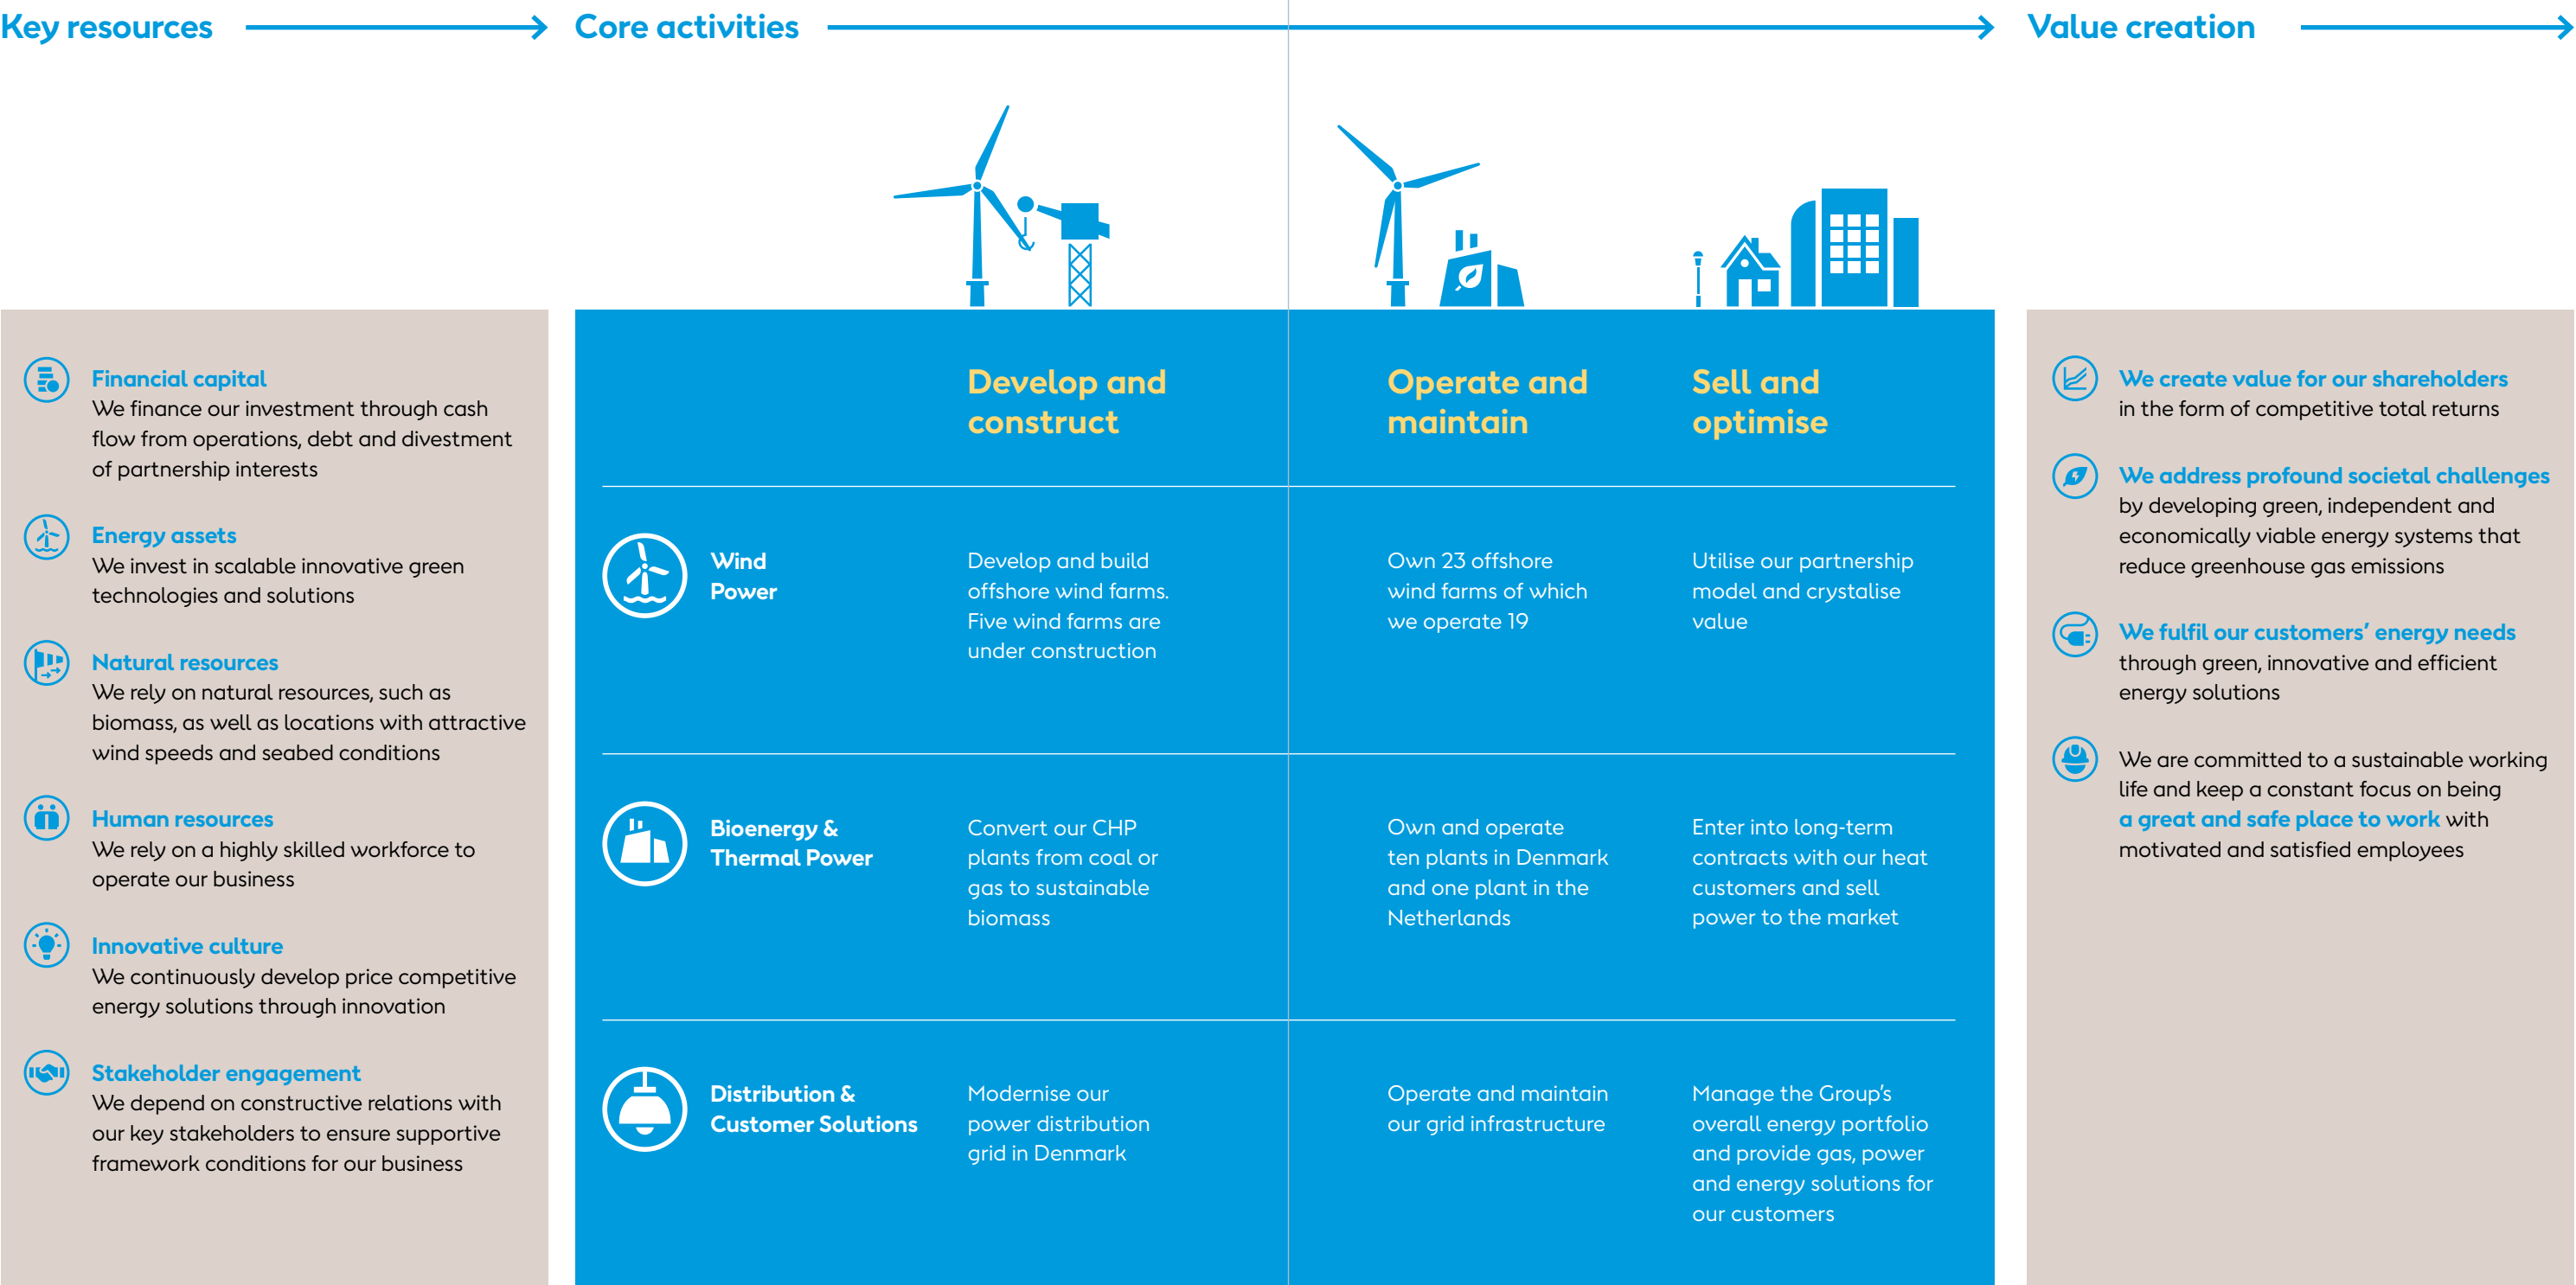 Key resources
Core activities
Value creation
Financial capital
We finance our investment through cash
flow from operations, debt and divestment
of partnership interests
Energy assets
We invest in scalable innovative green
technologies and solutions
Natural resources
We rely on natural resources, such as
biomass, as well as locations with attractive
wind speeds and seabed conditions
Human resources
We rely on a highly skilled workforce to
operate our business
Innovative culture
We continuously develop price competitive
energy solutions through innovation
Stakeholder engagement
We depend on constructive relations with
our key stakeholders to ensure supportive
framework conditions for our business
Develop and
construct
Operate and
maintain
Sell and
optimise
Wind
Power
Develop and build
offshore wind farms.
Five wind farms are
under construction
Own 23 offshore
wind farms of which
we operate 19
Utilise our partnership
model and crystalise
value
Bioenergy &
Thermal Power
Convert our CHP
plants from coal or
gas to sustainable
biomass
Own and operate
ten plants in Denmark
and one plant in the
Netherlands
Enter into long-term
contracts with our heat
customers and sell
power to the market
Distribution &
Customer Solutions
Modernise our
power distribution
grid in Denmark
Operate and maintain
our grid infrastructure
Manage the Group's
overall energy portfolio
and provide gas, power
and energy solutions for
our customers
We create value for our shareholders
in the form of competitive total returns
We address profound societal challenges
by developing green, independent and
economically viable energy systems that
reduce greenhouse gas emissions
We fulfil our customers' energy needs
through green, innovative and efficient
energy solutions
We are committed to a sustainable working
life and keep a constant focus on being
a great and safe place to work with
motivated and satisfied employees